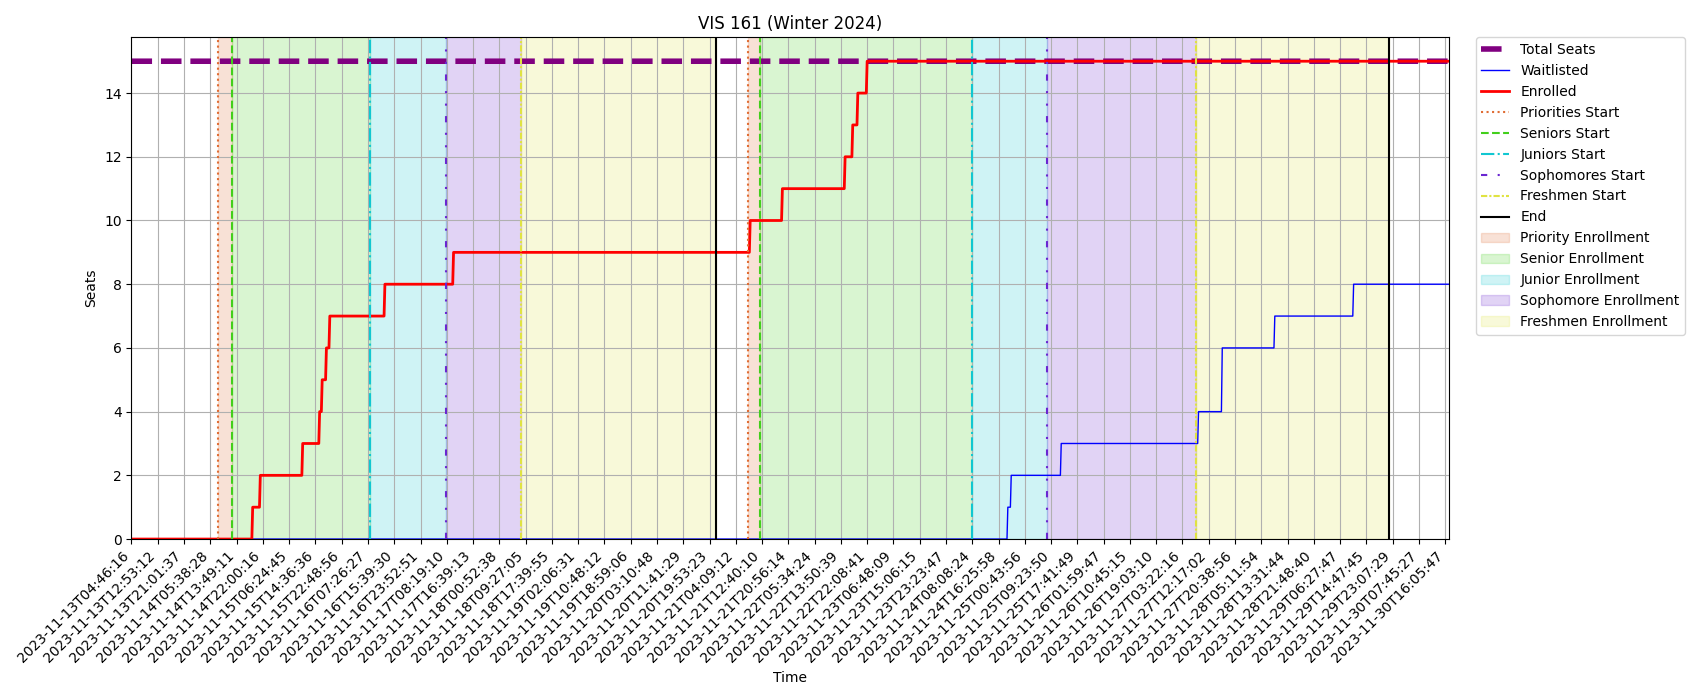 VIS 161 (Winter 2024)
Total Seats
Waitlisted
Enrolled
Priorities Start
Seniors Start
Juniors Start
Sophomores Start
Freshmen Start
End
Priority Enrollment
Senior Enrollment
Junior Enrollment
Sophomore Enrollment
Freshmen Enrollment
Seats
14
12
10
8
6
4
2
0
2023-11-13T04:46:16
2023-11-13T12:53:12
2023-11-13T21:01:37
2023-11-14T05:38:28
2023-11-14T13:49:11
2023-11-14T22:00:16
2023-11-15T06:24:45
2023-11-15T14:36:36
2023-11-15T22:48:56
2023-11-16T07:26:27
2023-11-16T15:39:30
2023-11-16T23:52:51
2023-11-17T08:19:10
2023-11-17T16:39:13
2023-11-18T00:52:38
2023-11-18T09:27:05
2023-11-18T17:39:55
2023-11-19T02:06:31
2023-11-19T10:48:12
2023-11-19T18:59:06
2023-11-20T03:10:48
2023-11-20T11:41:29
2023-11-20T19:53:23
2023-11-21T04:09:12
2023-11-21T12:40:10
2023-11-21T20:56:14
2023-11-22T05:34:24
2023-11-22T13:50:39
2023-11-22T22:08:41
2023-11-23T06:48:09
2023-11-23T15:06:15
2023-11-23T23:23:47
2023-11-24T08:08:24
2023-11-24T16:25:58
2023-11-25T00:43:56
2023-11-25T09:23:50
2023-11-25T17:41:49
2023-11-26T01:59:47
2023-11-26T10:45:15
2023-11-26T19:03:10
2023-11-27T03:22:16
2023-11-27T12:17:02
2023-11-27T20:38:56
2023-11-28T05:11:54
2023-11-28T13:31:44
2023-11-28T21:48:40
2023-11-29T06:27:47
2023-11-29T14:47:45
2023-11-29T23:07:29
2023-11-30T07:45:27
2023-11-30T16:05:47
Time